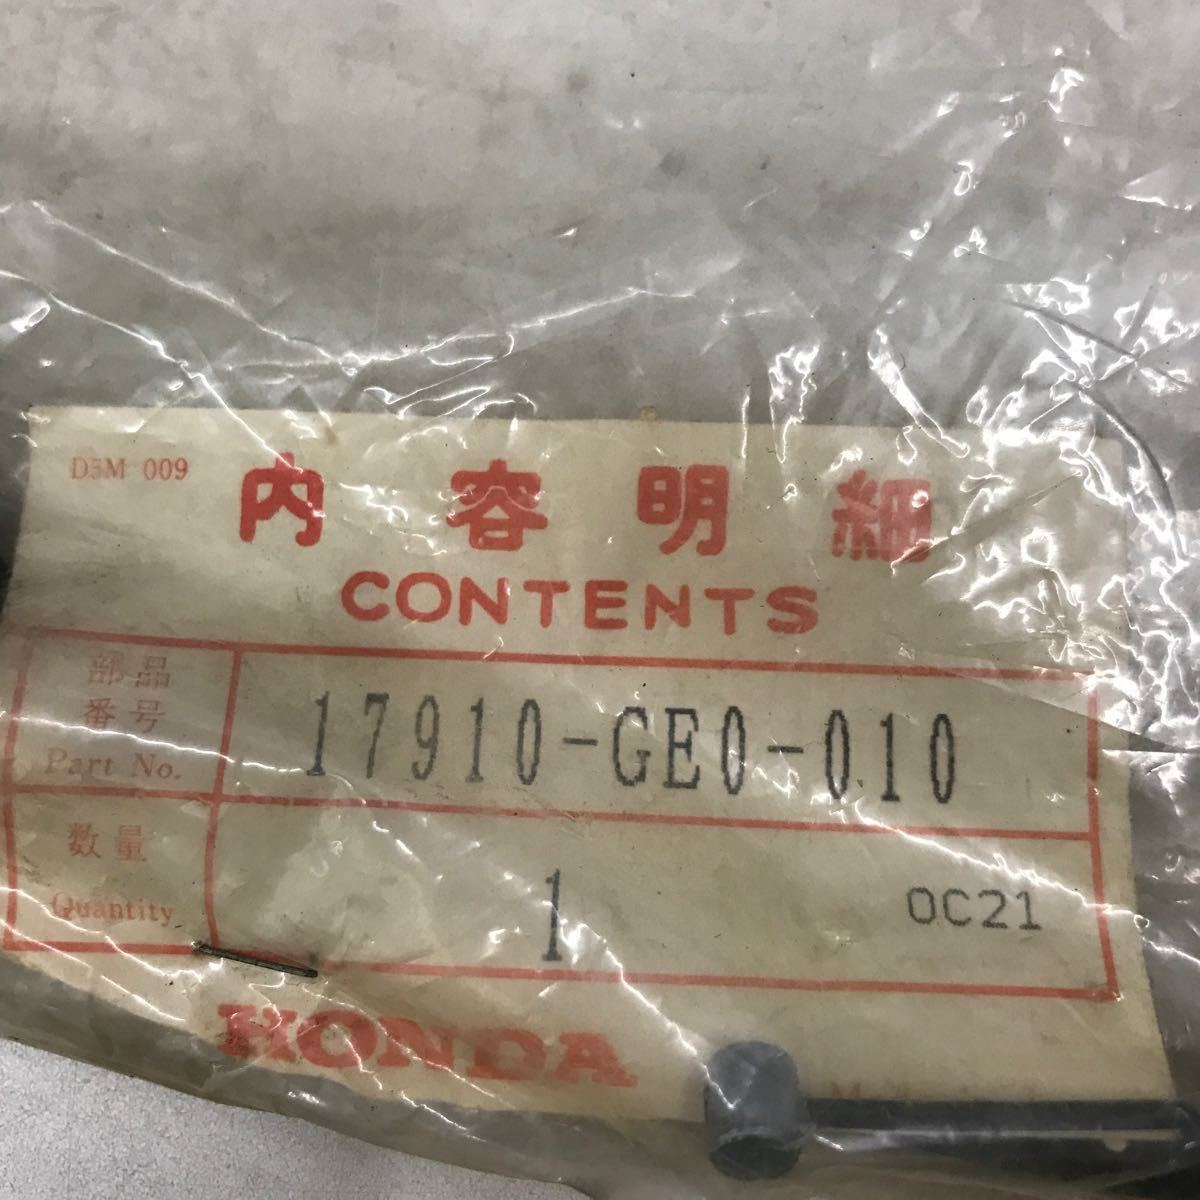 D5M 009
内容明細
CONTENTS
部品
番号
Part No.
17910-GE0-010
数量
Quantity
1
0C21
HONDA